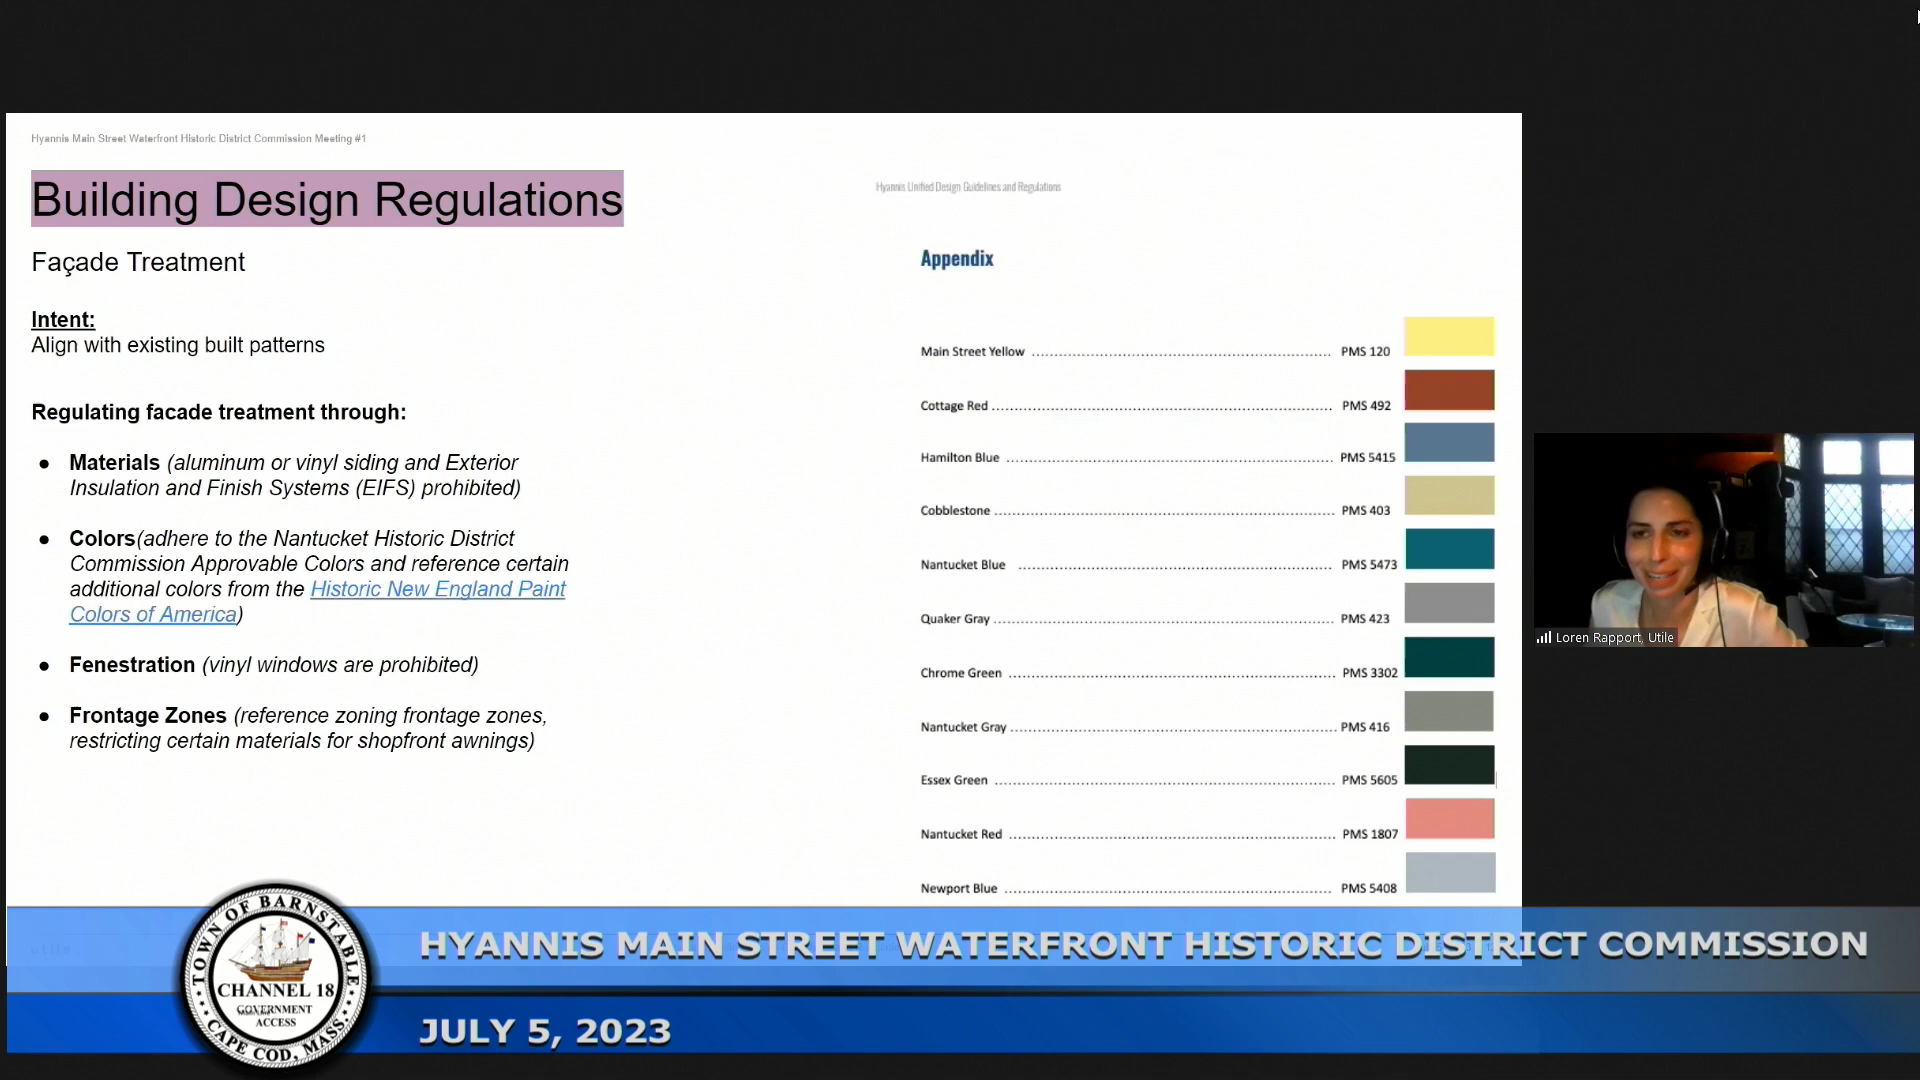 Hyannis Main Street Waterfront Historic District Commission Meeting #1
Building Design Regulations
Façade Treatment
Intent:
Align with existing built patterns
Regulating facade treatment through:
● Materials (aluminum or vinyl siding and Exterior
Insulation and Finish Systems (EIFS) prohibited)
● Colors(adhere to the Nantucket Historic District
Commission Approvable Colors and reference certain
additional colors from the Historic New England Paint
Colors of America)
● Fenestration (vinyl windows are prohibited)
● Frontage Zones (reference zoning frontage zones,
restricting certain materials for shopfront awnings)
Hyannis Unified Design Guidelines and Regulations
Appendix
Main Street Yellow ........ PMS 120
Cottage Red ........ PMS 492
Hamilton Blue ........ PMS 5415
Cobblestone ........ PMS 403
Nantucket Blue ........ PMS 5473
Quaker Gray ........ PMS 423
Chrome Green ........ PMS 3302
Nantucket Gray ........ PMS 416
Essex Green ........ PMS 5605
Nantucket Red ........ PMS 1807
Newport Blue ........ PMS 5408
Loren Rapport, Utile
TOWN OF BARNSTABLE
CHANNEL 18
GOVERNMENT
ACCESS
CAPE COD, MASS.
HYANNIS MAIN STREET WATERFRONT HISTORIC DISTRICT COMMISSION
JULY 5, 2023